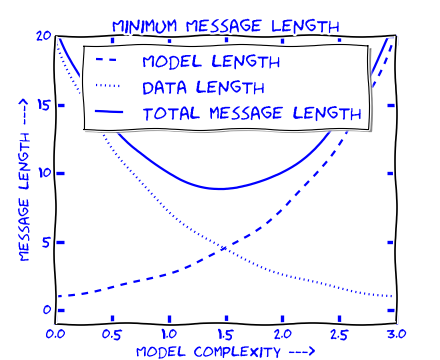 MINIMUM MESSAGE LENGTH
20
15
10
5
0
MESSAGE LENGTH --->
MODEL LENGTH
DATA LENGTH
TOTAL MESSAGE LENGTH
0.0 0.5 1.0 1.5 2.0 2.5 3.0
MODEL COMPLEXITY --->